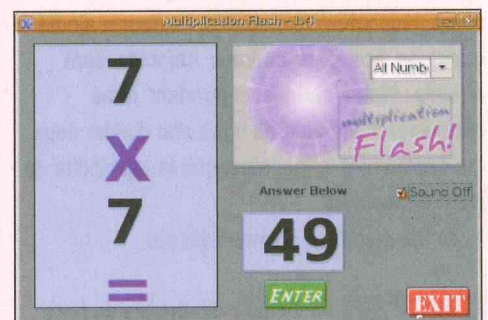 Multiplication Flash - 1.4
7
X
7
=
All Numb
multiplication
Flash!
Answer Below
Sound Off
49
ENTER
EXIT